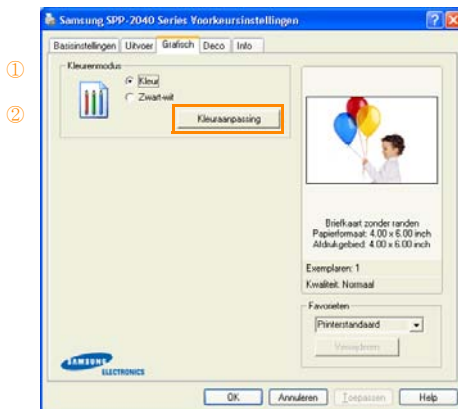 Samsung SPP-2040 Series Voorkeursinstellingen
Basisinstellingen Uitvoer Grafisch Deco Info
① Kleurenmodus
Kleur
Zwart-wit
② Kleuraanpassing
Briefkaart zonder randen
Papierformaat: 4.00 x 6.00 inch
Afdrukgebied: 4.00 x 6.00 inch
Exemplaren: 1
Kwaliteit: Normaal
Favorieten
Printerstandaard
Verwijderen
SAMSUNG
ELECTRONICS
OK Annuleren Toepassen Help